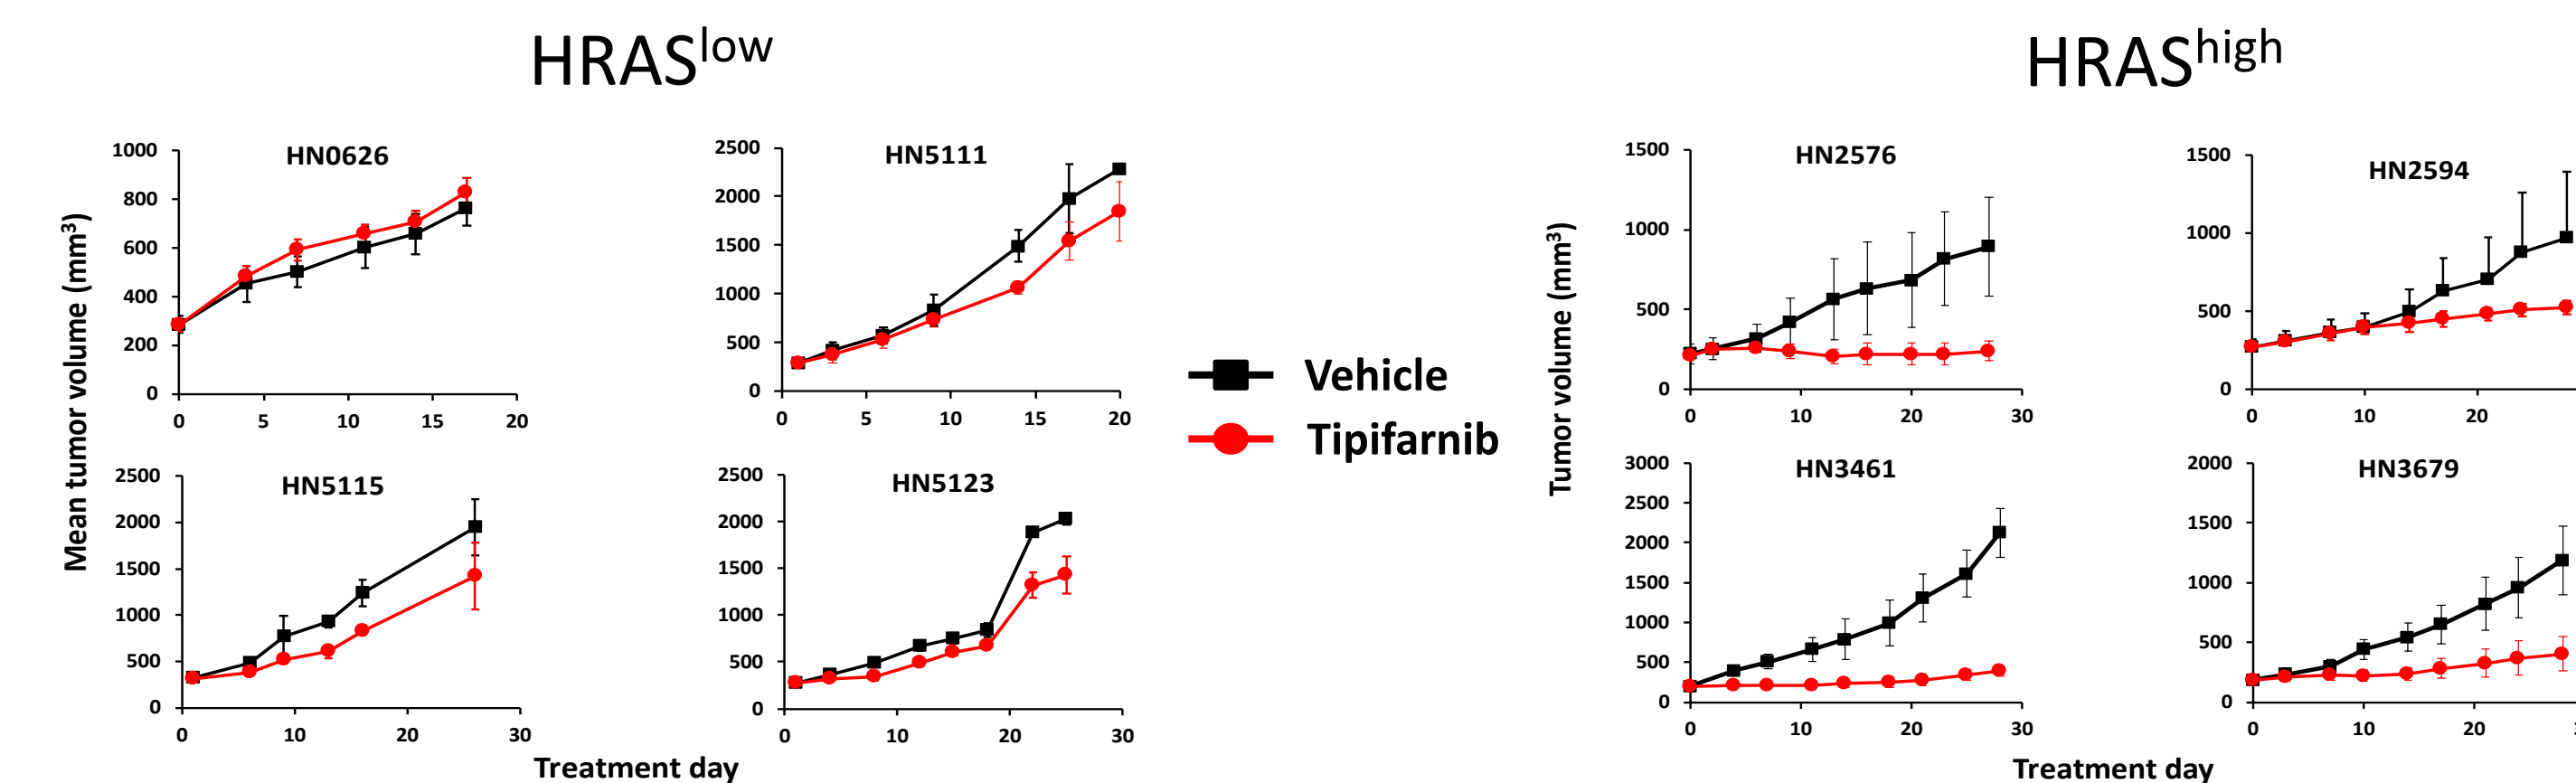 HRASlow
HRAShigh
Mean tumor volume (mm3)
HN0626
1000
800
600
400
200
0
0 5 10 15 20
HN5111
2500
2000
1500
1000
500
0
0 5 10 15 20
HN5115
2500
2000
1500
1000
500
0
0 10 20 30
HN5123
2500
2000
1500
1000
500
0
0 10 20 30
Treatment day
Vehicle
Tipifarnib
Tumor volume (mm3)
HN2576
1500
1000
500
0
0 10 20 30
HN2594
1500
1000
500
0
0 10 20
HN3461
3000
2500
2000
1500
1000
500
0
0 10 20 30
HN3679
2000
1500
1000
500
0
0 10 20
Treatment day